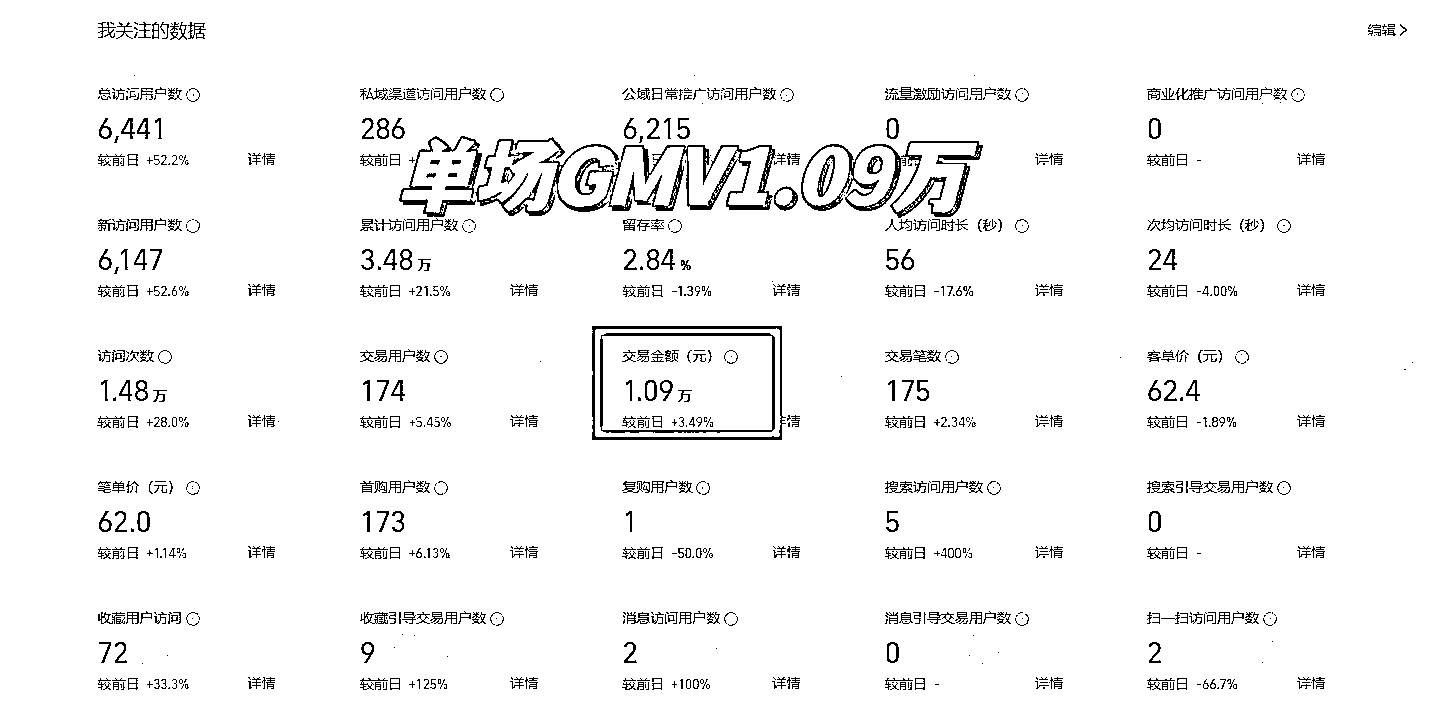 我关注的数据 编辑 >
总访问用户数 私域渠道访问用户数 公域日常推广访问用户数 流量激励访问用户数 商业化推广访问用户数
6,441 286 6,215 0 0
较前日 +52.2% 详情 较前日 详情 详情 较前日 - 详情
单场GMV1.09万
新访问用户数 累计访问用户数 留存率 人均访问时长（秒） 次均访问时长（秒）
6,147 3.48万 2.84% 56 24
较前日 +52.6% 详情 较前日 +21.5% 详情 较前日 -1.39% 详情 较前日 -17.6% 详情 较前日 -4.00% 详情
访问次数 交易用户数 交易金额（元） 交易笔数 客单价（元）
1.48万 174 1.09万 175 62.4
较前日 +28.0% 详情 较前日 +5.45% 详情 较前日 +3.49% 详情 较前日 +2.34% 详情 较前日 -1.89% 详情
笔单价（元） 首购用户数 复购用户数 搜索访问用户数 搜索引导交易用户数
62.0 173 1 5 0
较前日 +1.14% 详情 较前日 +6.13% 详情 较前日 -50.0% 详情 较前日 +400% 详情 较前日 - 详情
收藏用户访问 收藏引导交易用户数 消息访问用户数 消息引导交易用户数 扫一扫访问用户数
72 9 2 0 2
较前日 +33.3% 详情 较前日 +125% 详情 较前日 +100% 详情 较前日 - 详情 较前日 -66.7% 详情